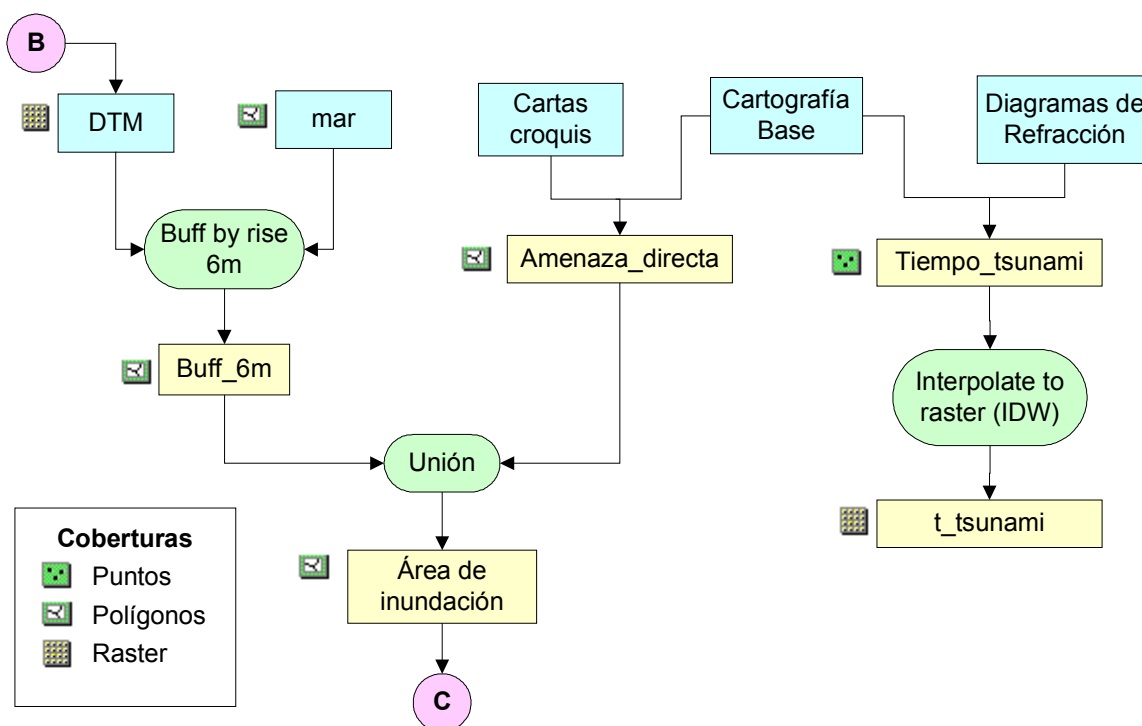 B
DTM
mar
Cartas
croquis
Cartografía
Base
Diagramas de
Refracción
Buff by rise
6m
Amenaza_directa
Tiempo_tsunami
Buff_6m
Interpolate to
raster (IDW)
Unión
t_tsunami
Coberturas
Puntos
Polígonos
Raster
Área de
inundación
C